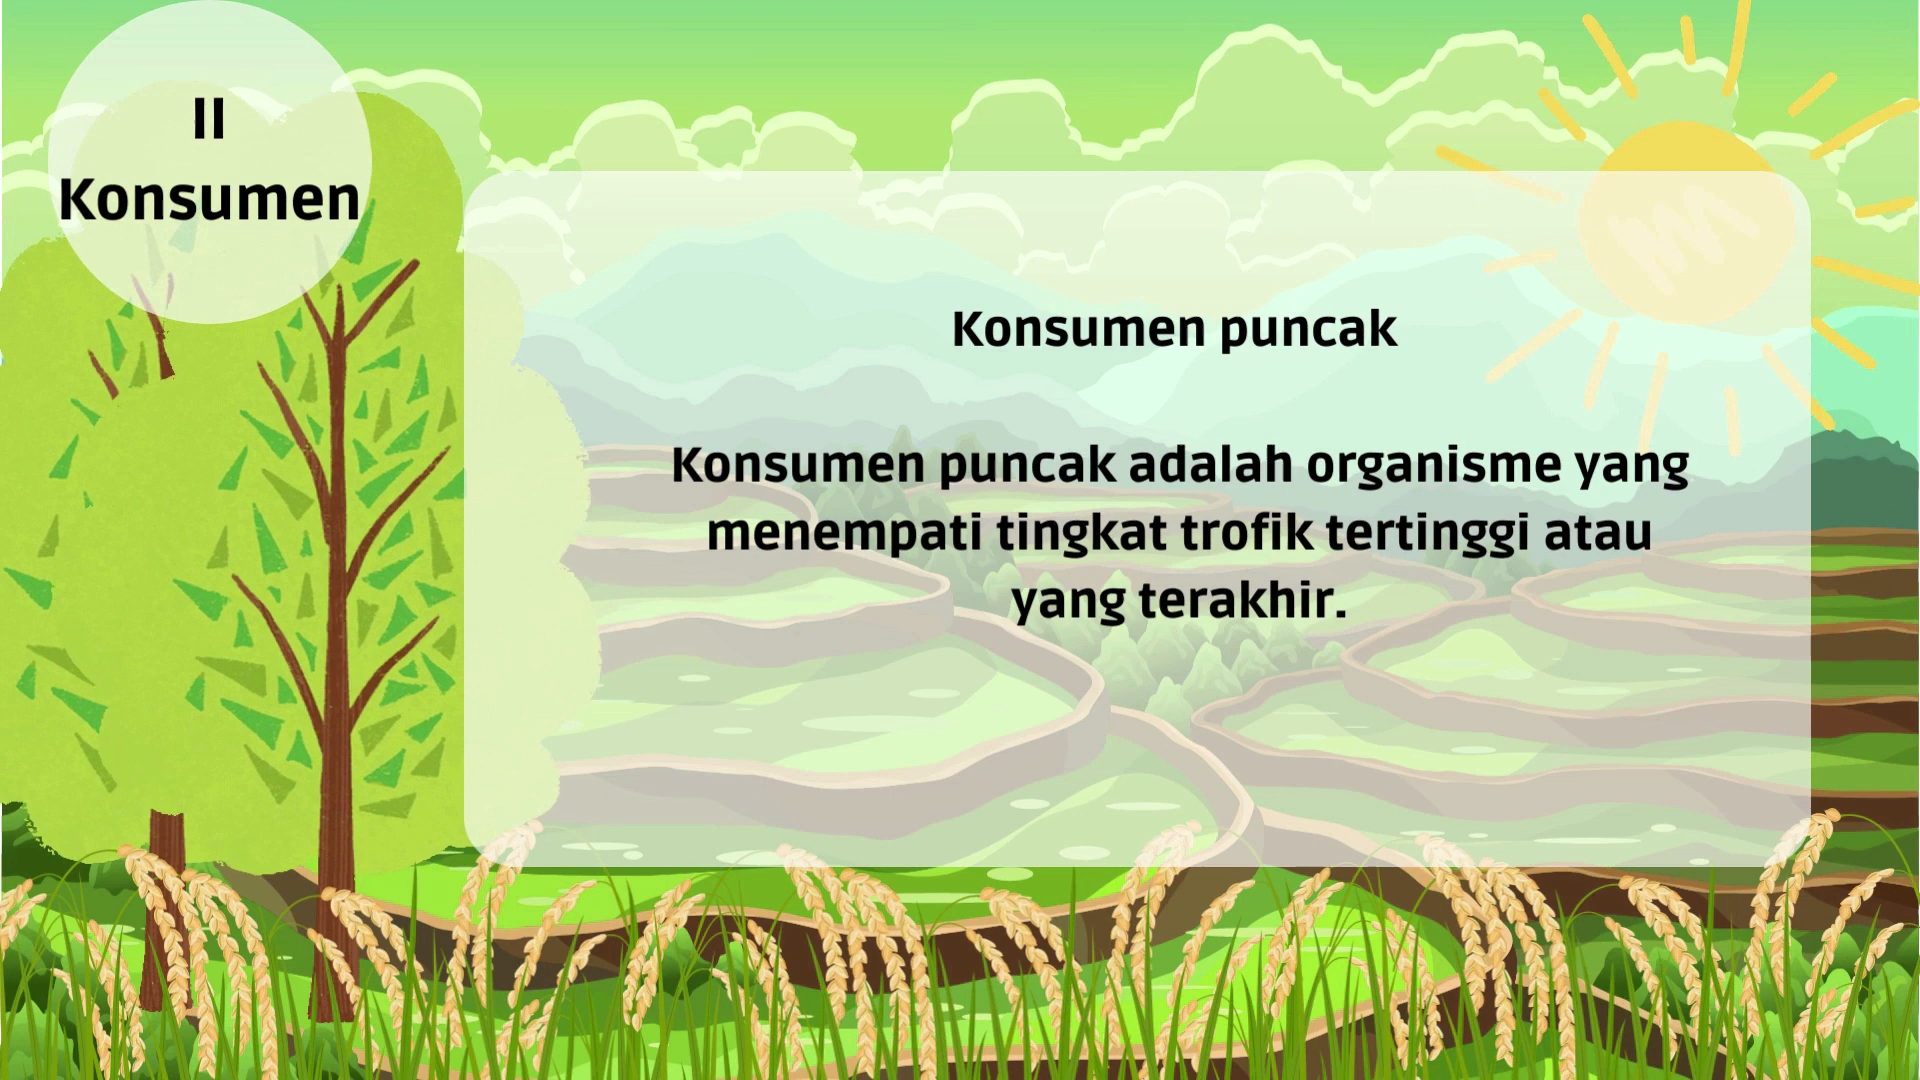 II
Konsumen
Konsumen puncak
Konsumen puncak adalah organisme yang
menempati tingkat trofik tertinggi atau
yang terakhir.